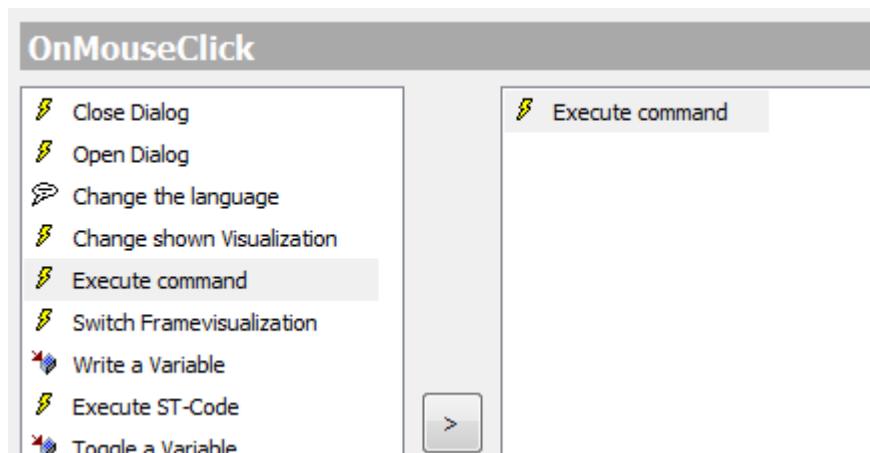 OnMouseClick
Close Dialog
Open Dialog
Change the language
Change shown Visualization
Execute command
Switch Framevisualization
Write a Variable
Execute ST-Code
Toggle a Variable
>
Execute command